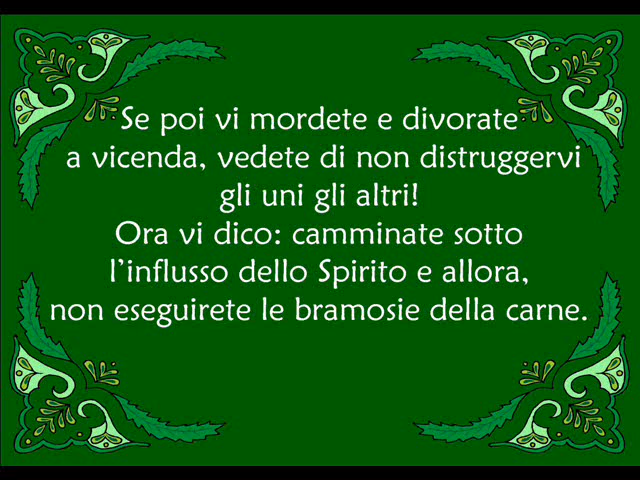 Se poi vi mordete e divorate
a vicenda, vedete di non distruggervi
gli uni gli altri!
Ora vi dico: camminate sotto
l’influsso dello Spirito e allora,
non eseguirete le bramosie della carne.